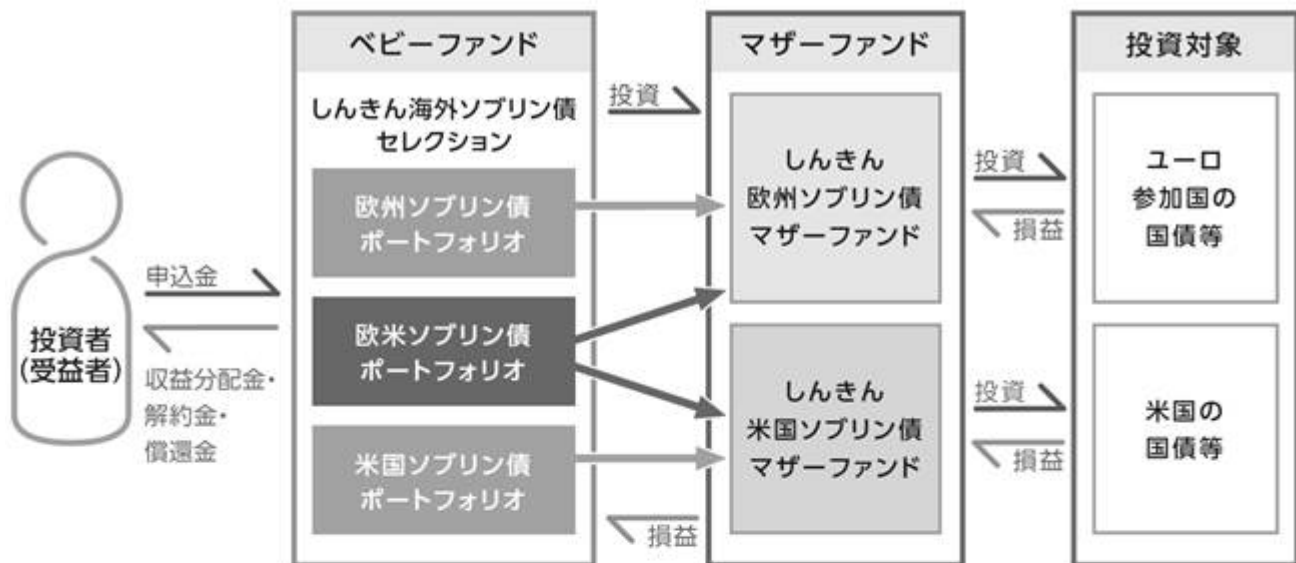 ベビーファンド
マザーファンド
投資対象
しんきん海外ソブリン債
セレクション
欧州ソブリン債
ポートフォリオ
欧米ソブリン債
ポートフォリオ
米国ソブリン債
ポートフォリオ
投資
損益
しんきん
欧州ソブリン債
マザーファンド
しんきん
米国ソブリン債
マザーファンド
投資
損益
投資
損益
ユーロ
参加国の
国債等
米国の
国債等
申込金
収益分配金・
解約金・
償還金
投資者
(受益者)